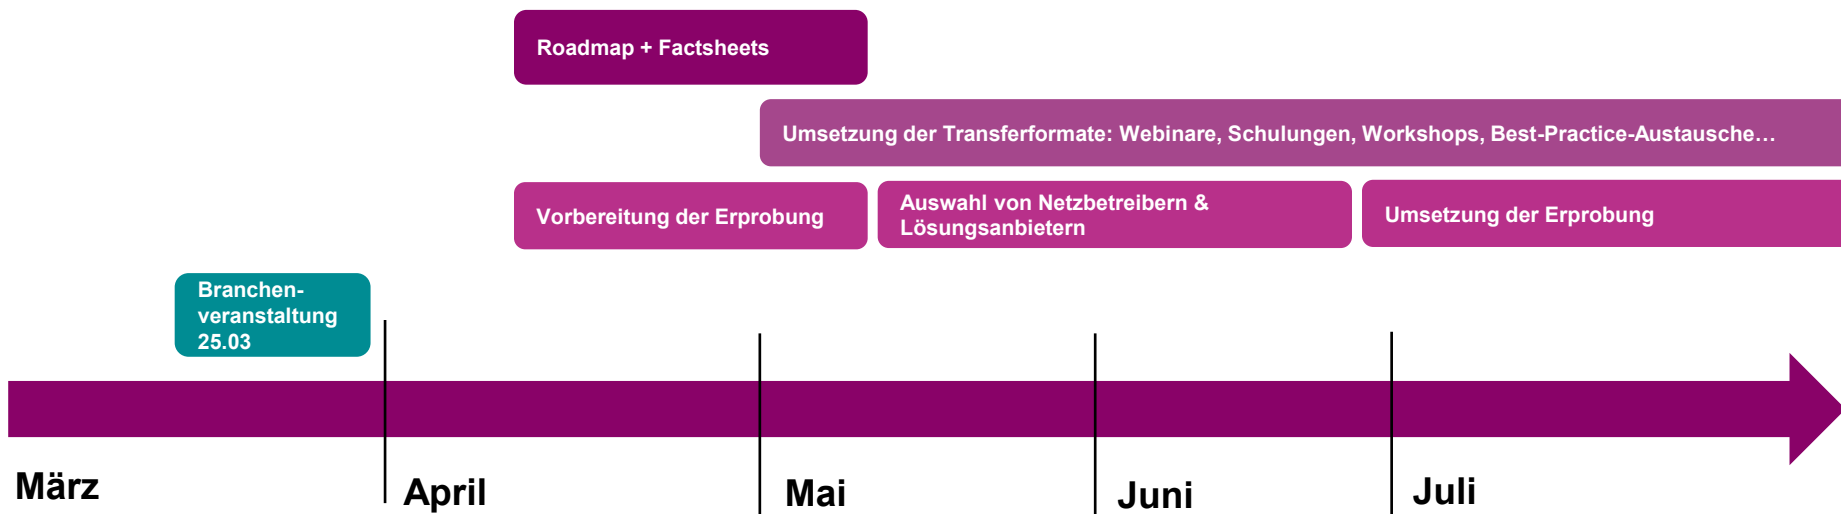 Roadmap + Factsheets
Umsetzung der Transferformate: Webinare, Schulungen, Workshops, Best-Practice-Austausche…
Vorbereitung der Erprobung
Auswahl von Netzbetreibern &
Lösungsanbietern
Umsetzung der Erprobung
Branchen-
veranstaltung
25.03
März
April
Mai
Juni
Juli